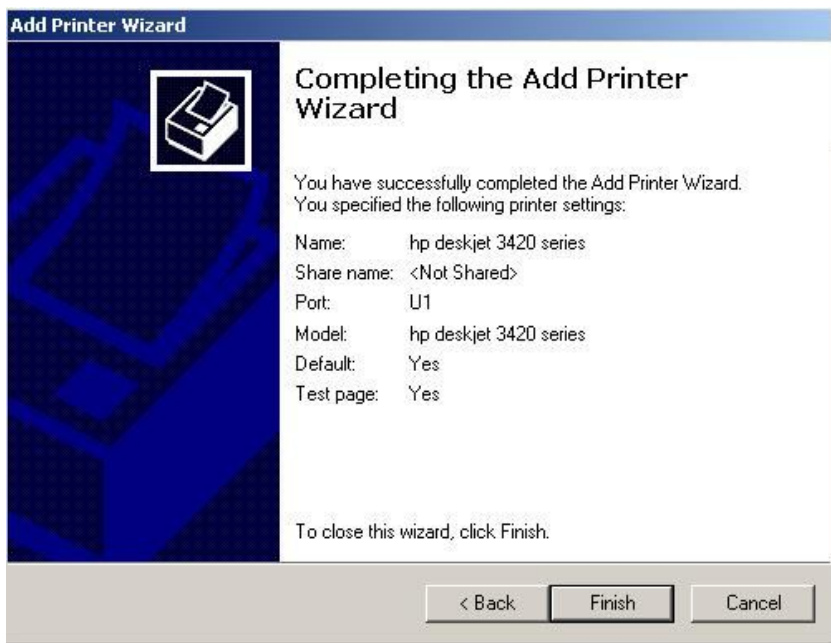 Add Printer Wizard
Completing the Add Printer
Wizard
You have successfully completed the Add Printer Wizard.
You specified the following printer settings:
Name: hp deskjet 3420 series
Share name: <Not Shared>
Port: U1
Model: hp deskjet 3420 series
Default: Yes
Test page: Yes
To close this wizard, click Finish.
< Back Finish Cancel